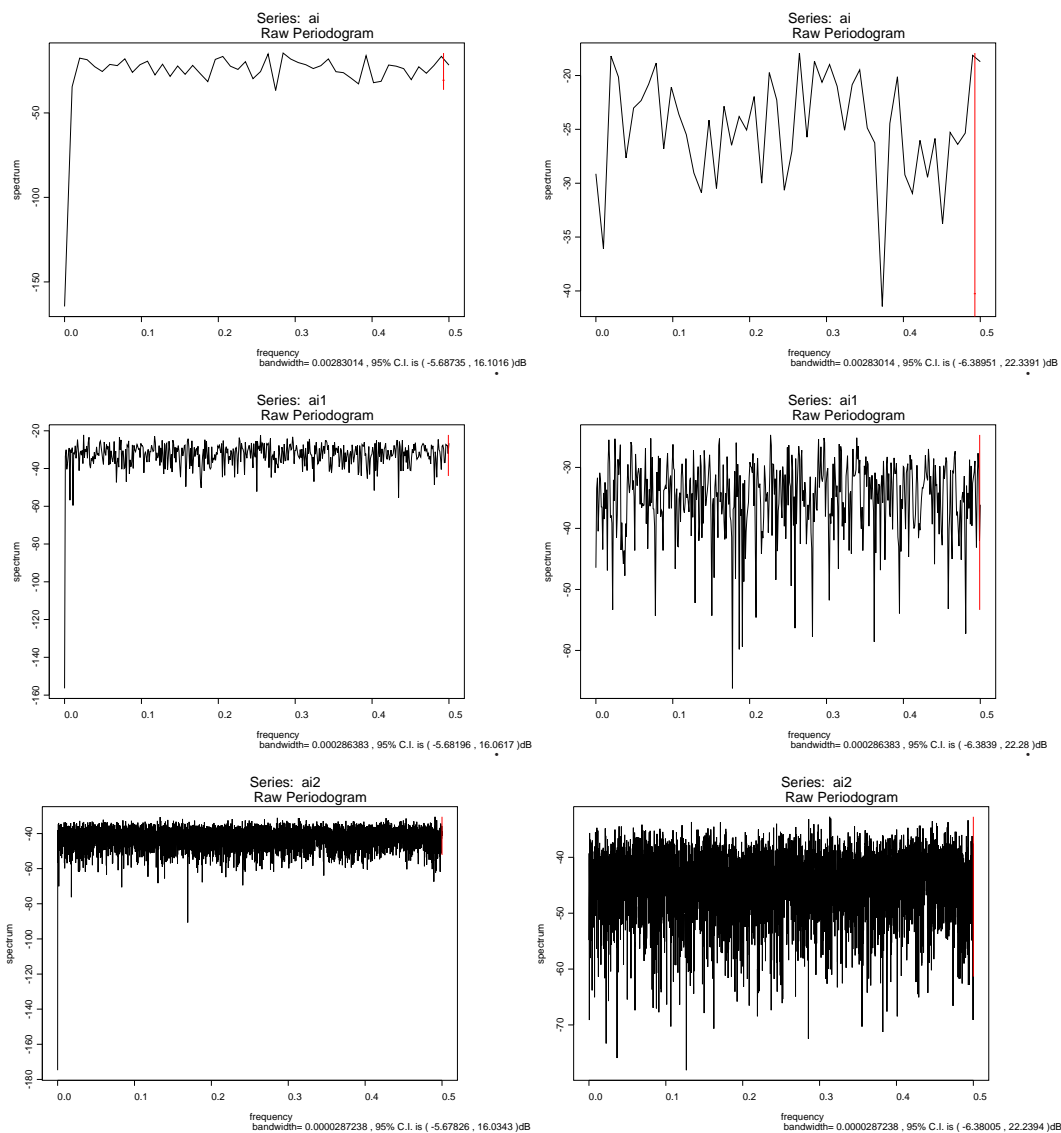 Series: ai
Raw Periodogram
spectrum
-50
-100
-150
0.0 0.1 0.2 0.3 0.4 0.5
frequency
bandwidth= 0.00283014 , 95% C.I. is ( -5.68735 , 16.1016 )dB
Series: ai
Raw Periodogram
spectrum
-20
-25
-30
-35
-40
0.0 0.1 0.2 0.3 0.4 0.5
frequency
bandwidth= 0.00283014 , 95% C.I. is ( -6.38951 , 22.3391 )dB
Series: ai1
Raw Periodogram
spectrum
-20
-40
-60
-80
-100
-120
-140
-160
0.0 0.1 0.2 0.3 0.4 0.5
frequency
bandwidth= 0.000286383 , 95% C.I. is ( -5.68196 , 16.0617 )dB
Series: ai1
Raw Periodogram
spectrum
-30
-40
-50
-60
0.0 0.1 0.2 0.3 0.4 0.5
frequency
bandwidth= 0.000286383 , 95% C.I. is ( -6.3839 , 22.28 )dB
Series: ai2
Raw Periodogram
spectrum
-40
-60
-80
-100
-120
-140
-160
-180
0.0 0.1 0.2 0.3 0.4 0.5
frequency
bandwidth= 0.0000287238 , 95% C.I. is ( -5.67826 , 16.0343 )dB
Series: ai2
Raw Periodogram
spectrum
-40
-50
-60
-70
0.0 0.1 0.2 0.3 0.4 0.5
frequency
bandwidth= 0.0000287238 , 95% C.I. is ( -6.38005 , 22.2394 )dB